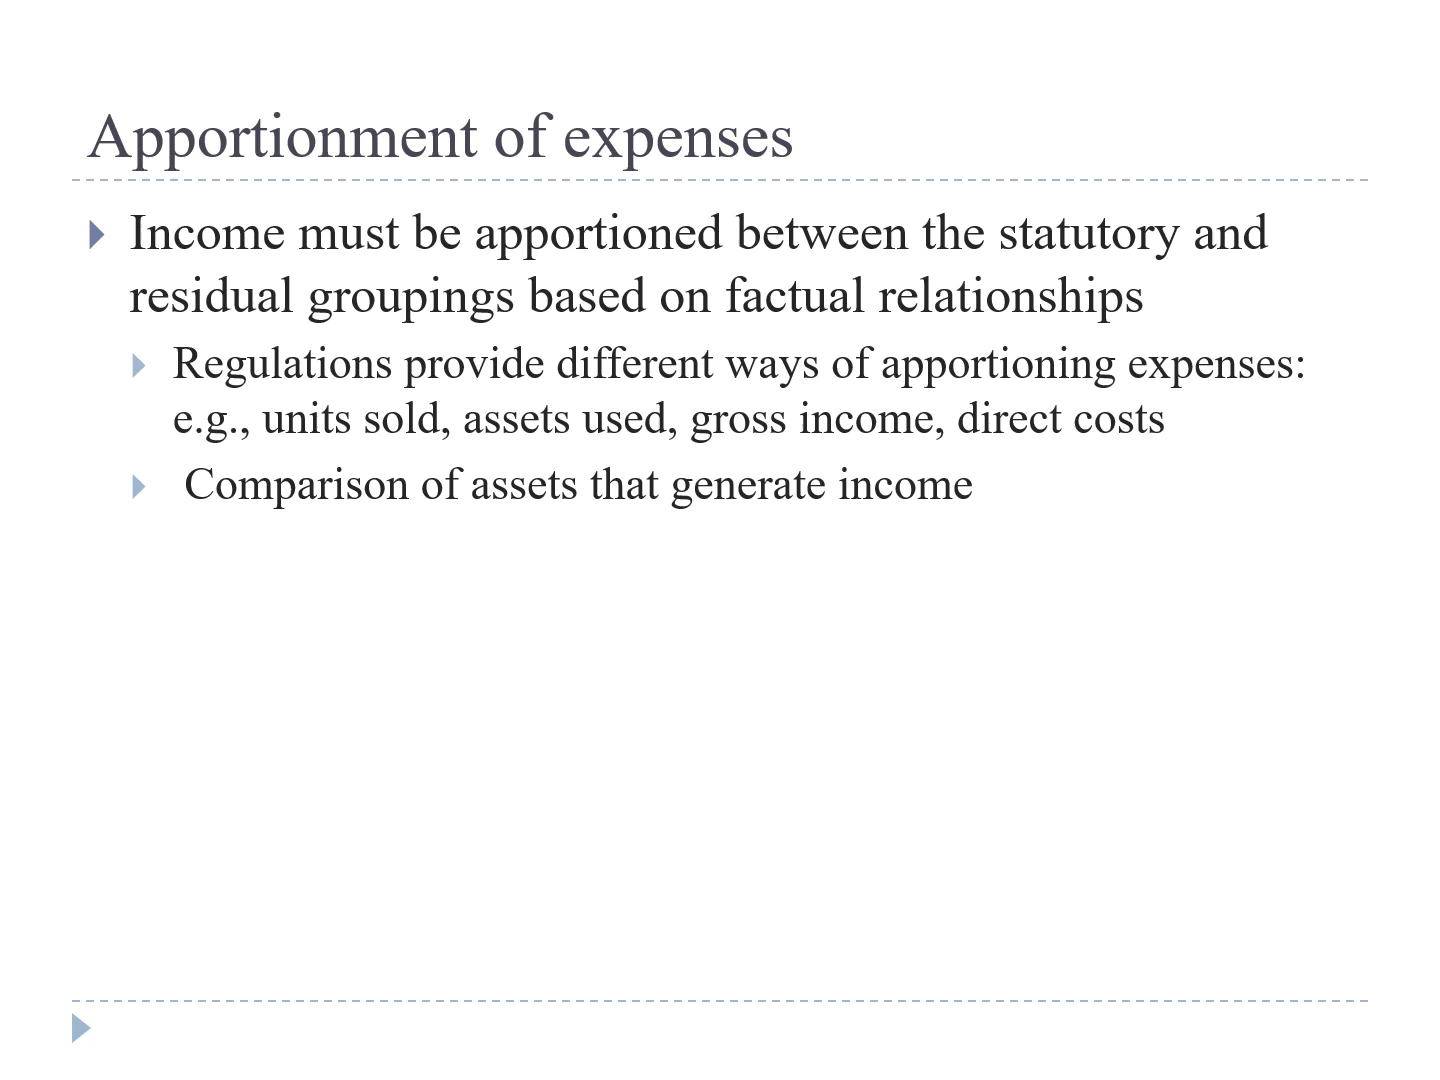 Apportionment of expenses
Income must be apportioned between the statutory and
residual groupings based on factual relationships
Regulations provide different ways of apportioning expenses:
e.g., units sold, assets used, gross income, direct costs
Comparison of assets that generate income